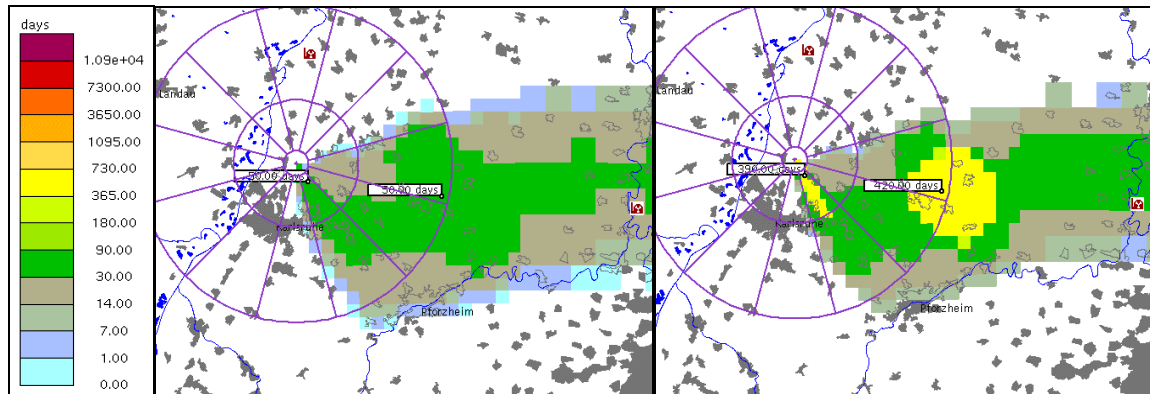 days
1.09e+04
7300.00
3650.00
1095.00
730.00
365.00
180.00
90.00
30.00
14.00
7.00
1.00
0.00
Landau
50.00 days
50.00 days
Karlsruhe
Pforzheim
Landau
390.00 days
420.00 days
Karlsruhe
Pforzheim